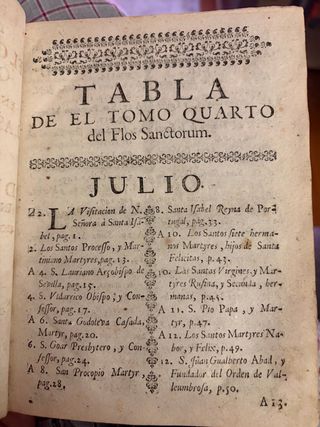 TABLA
DE EL TOMO QUARTO
del Flos Sanctorum.
JULIO.
A 2. LA Visitacion de N.
Señora á Santa Isa-
bel, pag. 1.
2. Los Santos Processo, y Mar-
tiniano Martyres, pag. 13.
A 4. S. Laureano Arçobispo de
Sevilla, pag. 15.
4. S. Vldarrico Obispo; y Con-
fessor, pag. 17.
A 6. Santa Godoleva Casada,
Martyr, pag. 20.
6. S. Goar Presbytero, y Con-
fessor, pag. 24.
A 8. San Procopio Martyr,
pag. 28,
8. Santa Isabel Reyna de Por-
tugal, pag. 33.
A 10. Los Santos siete herma-
nos Martyres, hijos de Santa
Felicitas, p. 43.
10. Las Santas Virgines, y Mar-
tyres Rufina, y Secunda, her-
manas, p. 45.
A 11. S. Pio Papa, y Mar-
tyr, p. 47.
A 12. Los Santos Martyres Na-
bor, y Felix, p. 49.
12. S. Juan Gualberto Abad, y
Fundador del Orden de Val-
leumbrosa, p. 50.
A 13.